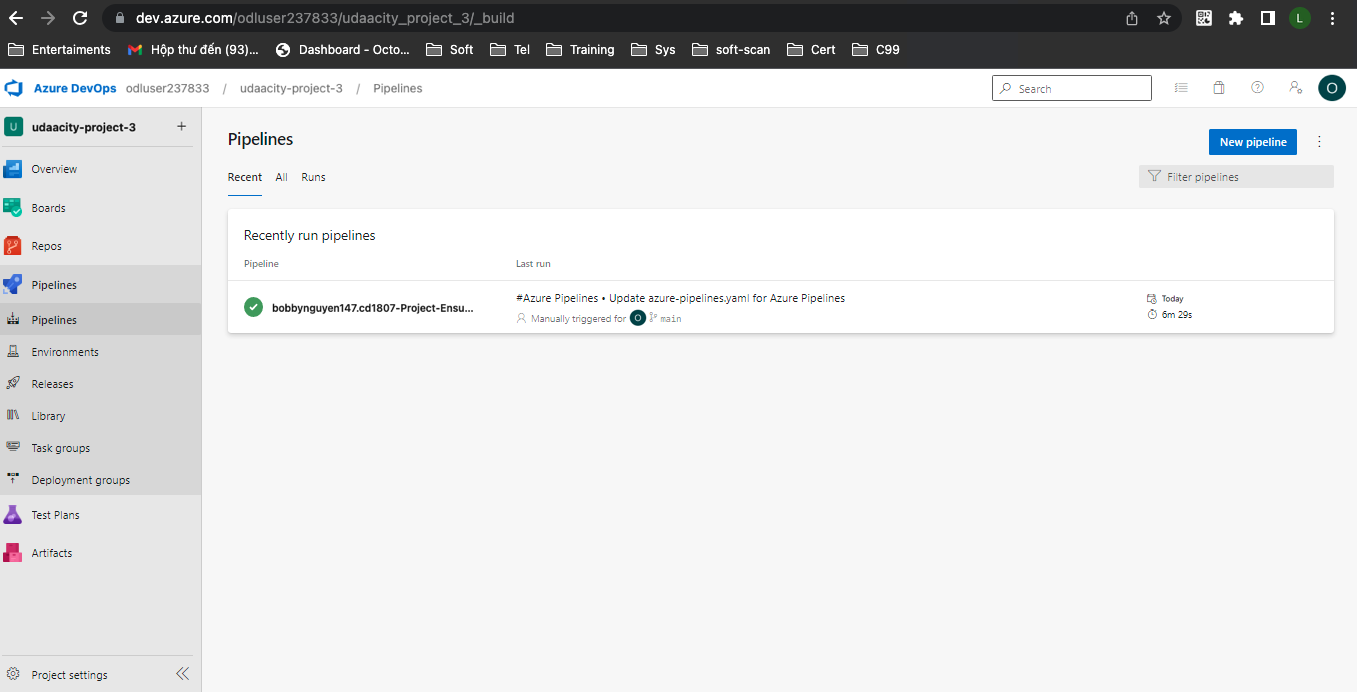 dev.azure.com/odluser237833/udaacity_project_3/_build
L
Entertaiments Hộp thư đến (93)... Dashboard - Octo... Soft Tel Training Sys soft-scan Cert C99
Azure DevOps odluser237833 / udaacity-project-3 / Pipelines Search O
U udaacity-project-3 +
Overview
Boards
Repos
Pipelines
Pipelines
Environments
Releases
Library
Task groups
Deployment groups
Test Plans
Artifacts
Project settings
Pipelines
New pipeline
Recent All Runs
Filter pipelines
Recently run pipelines
Pipeline Last run
bobbynguyen147.cd1807-Project-Ensu...
#Azure Pipelines • Update azure-pipelines.yaml for Azure Pipelines
Manually triggered for O main
Today
6m 29s